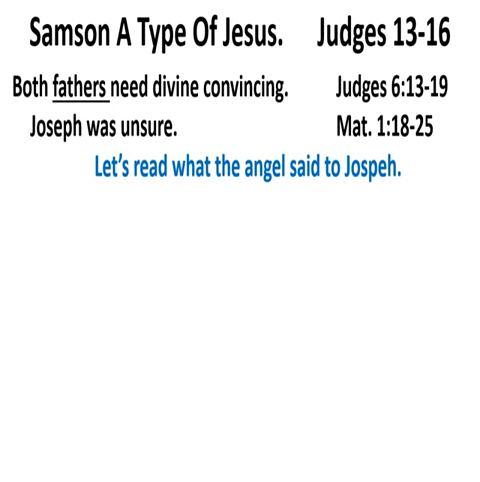 Samson A Type Of Jesus. Judges 13-16
Both fathers need divine convincing. Judges 6:13-19
Joseph was unsure. Mat. 1:18-25
Let's read what the angel said to Jospeh.